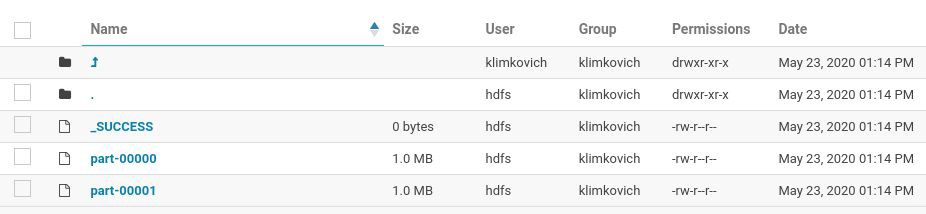 Name Size User Group Permissions Date
klimkovich klimkovich drwxr-xr-x May 23, 2020 01:14 PM
. hdfs klimkovich drwxr-xr-x May 23, 2020 01:14 PM
_SUCCESS 0 bytes hdfs klimkovich -rw-r--r-- May 23, 2020 01:14 PM
part-00000 1.0 MB hdfs klimkovich -rw-r--r-- May 23, 2020 01:14 PM
part-00001 1.0 MB hdfs klimkovich -rw-r--r-- May 23, 2020 01:14 PM